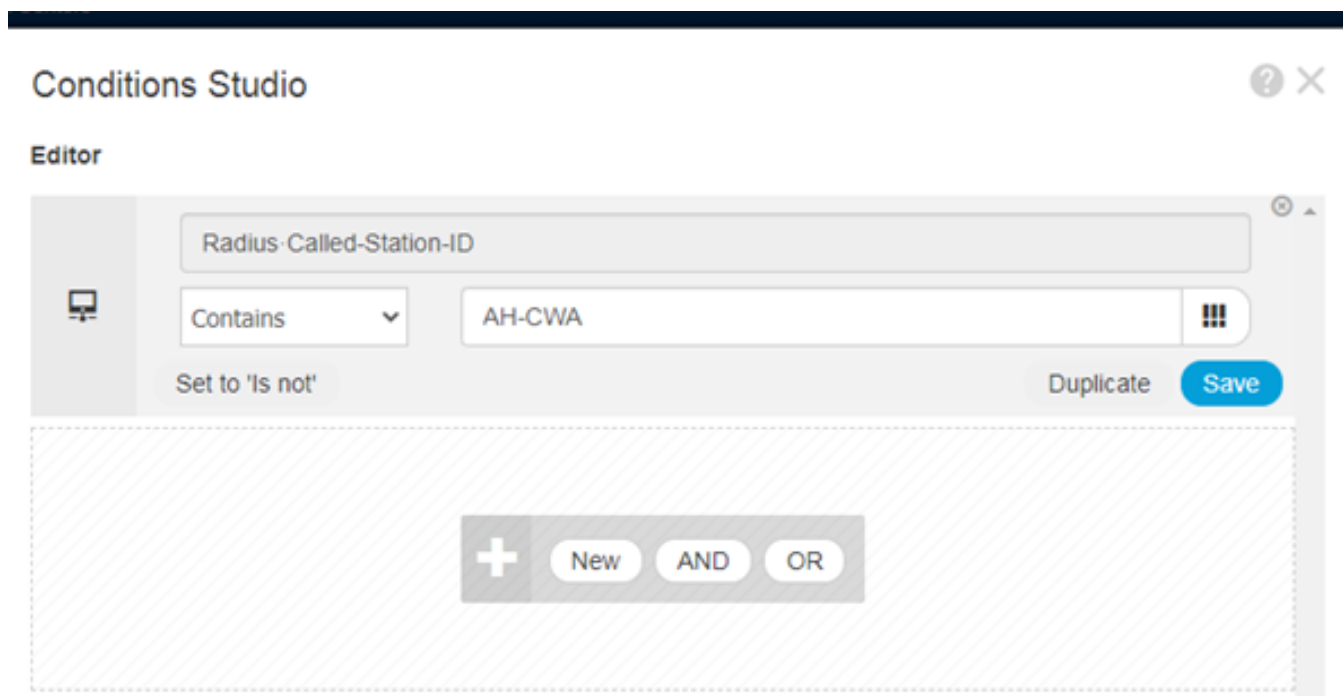 Conditions Studio
Editor
Radius·Called-Station-ID
Contains AH-CWA
Set to 'Is not' Duplicate Save
New AND OR